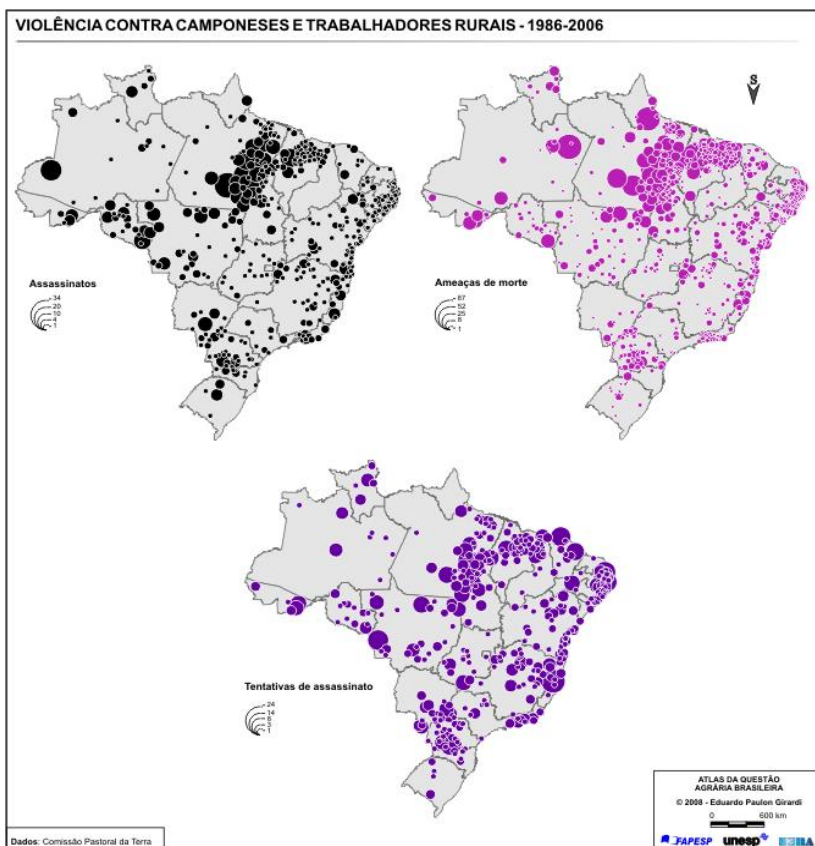 VIOLÊNCIA CONTRA CAMPONESES E TRABALHADORES RURAIS - 1986-2006
S
Assassinatos
34
20
10
4
1
Ameaças de morte
87
52
25
8
1
Tentativas de assassinato
24
14
8
3
1
ATLAS DA QUESTÃO
AGRÁRIA BRASILEIRA
© 2008 - Eduardo Paulon Girardi
0 600 km
FAPESP unesp
Dados: Comissão Pastoral da Terra